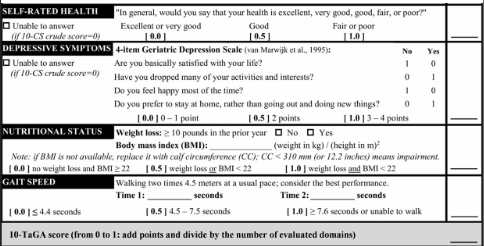 SELF-RATED HEALTH "In general, would you say that your health is excellent, very good, good, fair, or poor?"
☐ Unable to answer Excellent or very good Good Fair or poor
(if 10-CS crude score=0) [ 0.0 ] [ 0.5 ] [ 1.0 ]
DEPRESSIVE SYMPTOMS 4-item Geriatric Depression Scale (van Marwijk et al., 1995): No Yes
☐ Unable to answer Are you basically satisfied with your life? 1 0
(if 10-CS crude score=0) Have you dropped many of your activities and interests? 0 1
Do you feel happy most of the time? 1 0
Do you prefer to stay at home, rather than going out and doing new things? 0 1
[ 0.0 ] 0 – 1 point [ 0.5 ] 2 points [ 1.0 ] 3 – 4 points
NUTRITIONAL STATUS Weight loss: ≥ 10 pounds in the prior year ☐ No ☐ Yes
Body mass index (BMI): ____________ (weight in kg) / (height in m)²
Note: if BMI is not available, replace it with calf circumference (CC); CC < 310 mm (or 12.2 inches) means impairment.
[ 0.0 ] no weight loss and BMI ≥ 22 [ 0.5 ] weight loss or BMI < 22 [ 1.0 ] weight loss and BMI < 22
GAIT SPEED Walking two times 4.5 meters at a usual pace; consider the best performance.
Time 1: ________ seconds Time 2: ________ seconds
[ 0.0 ] ≤ 4.4 seconds [ 0.5 ] 4.5 – 7.5 seconds [ 1.0 ] ≥ 7.6 seconds or unable to walk
10-TaGA score (from 0 to 1: add points and divide by the number of evaluated domains)